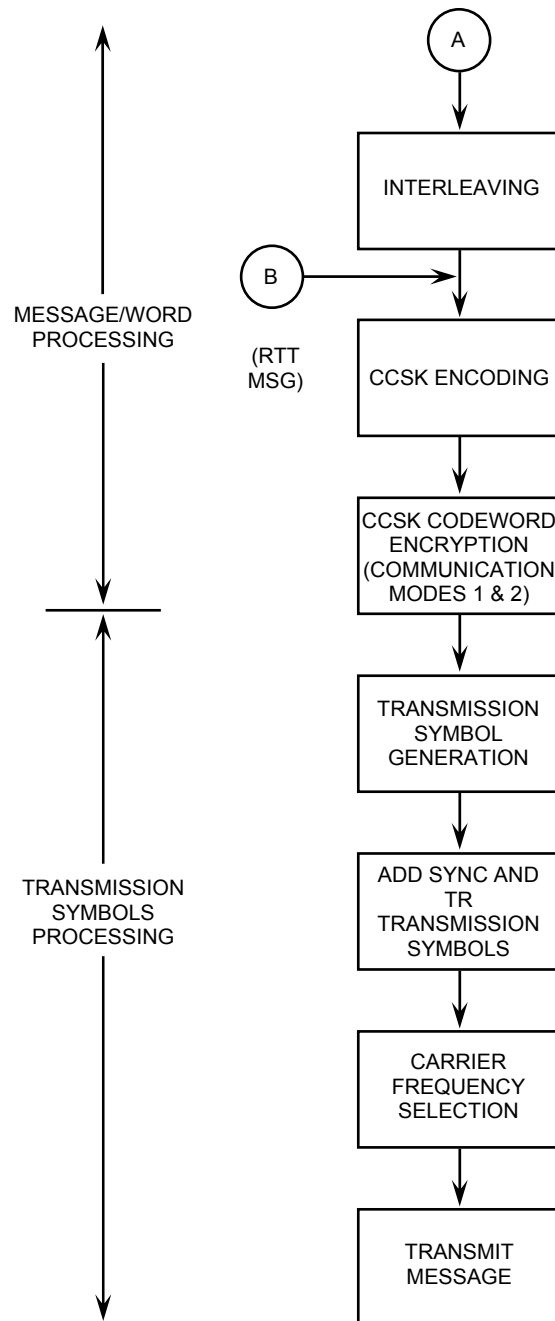 A
INTERLEAVING
B
(RTT
MSG)
MESSAGE/WORD
PROCESSING
CCSK ENCODING
CCSK CODEWORD
ENCRYPTION
(COMMUNICATION
MODES 1 & 2)
TRANSMISSION
SYMBOL
GENERATION
TRANSMISSION
SYMBOLS
PROCESSING
ADD SYNC AND
TR
TRANSMISSION
SYMBOLS
CARRIER
FREQUENCY
SELECTION
TRANSMIT
MESSAGE